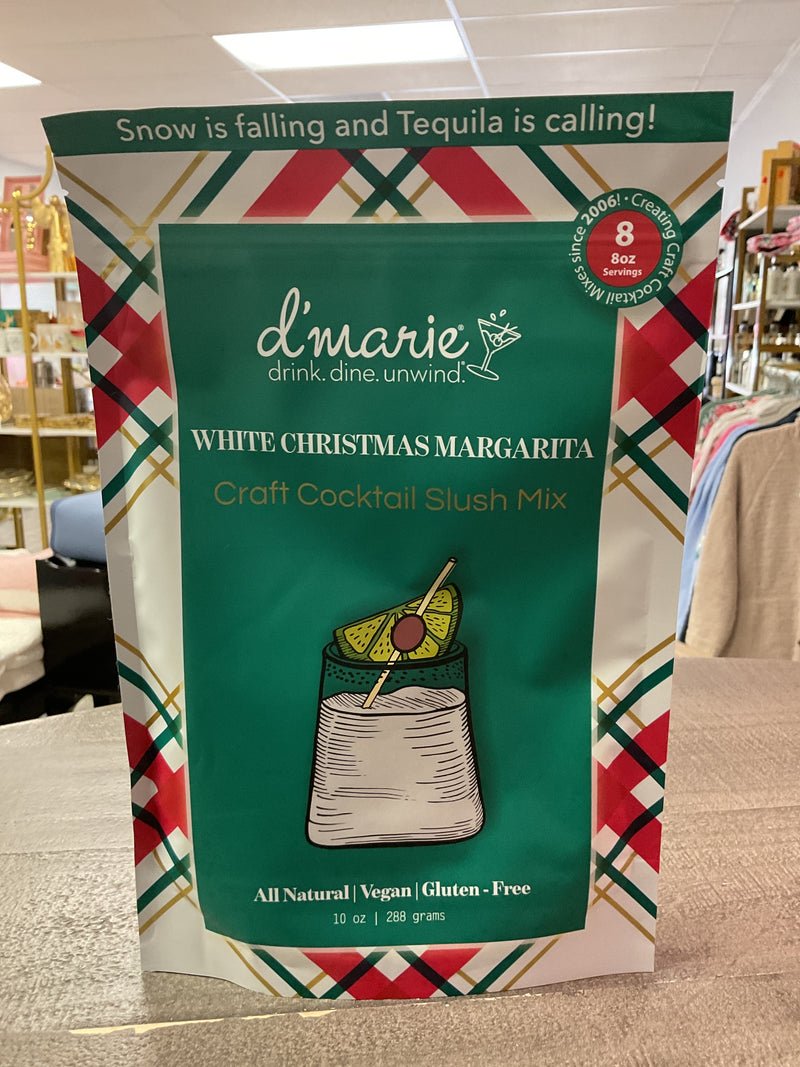 Snow is falling and Tequila is calling!
Creating Craft Cocktail Mixes since 2006! •
8
8oz
Servings
d'marie®
drink. dine. unwind.®
WHITE CHRISTMAS MARGARITA
Craft Cocktail Slush Mix
All Natural | Vegan | Gluten - Free
10 oz | 288 grams